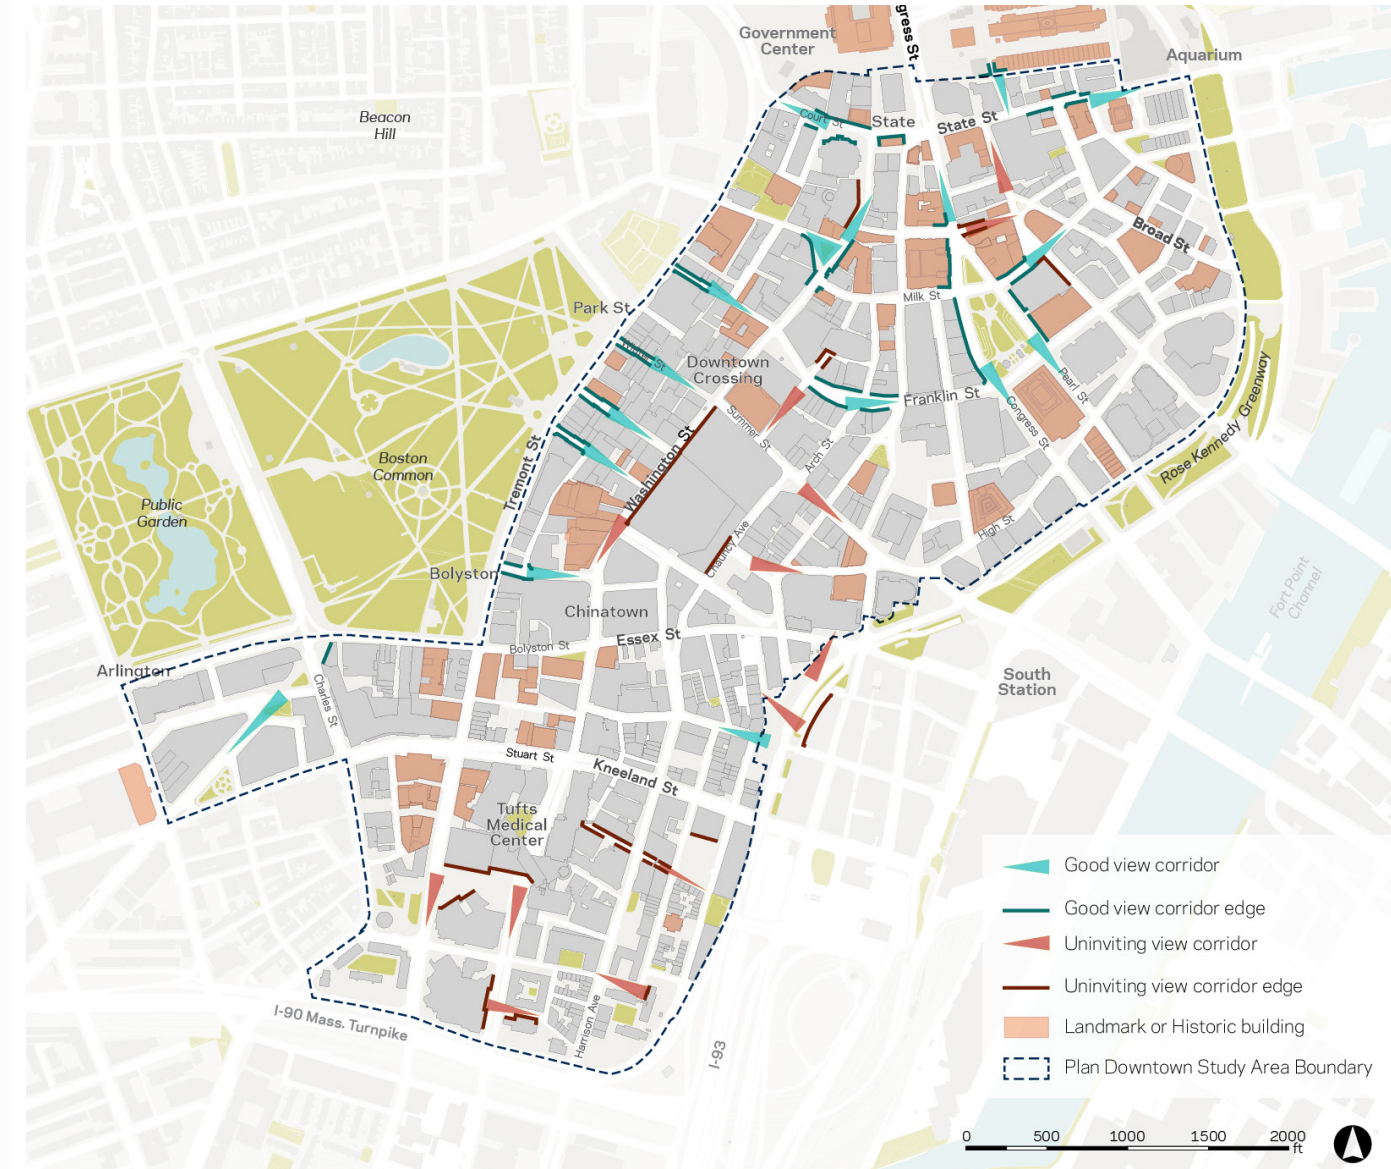 Government
Center
gress St
Aquarium
Beacon
Hill
Court St
State
State St
Broad St
Park St
Milk St
Downtown
Crossing
Winter St
Franklin St
Pearl St
Congress St
Summer St
Arch St
Rose Kennedy Greenway
Tremont St
Washington St
Boston
Common
Public
Garden
High St
Chauncy Ave
Bolyston
Chinatown
Fort Point
Channel
Essex St
Bolyston St
Arlington
Charles St
South
Station
Stuart St
Kneeland St
Tufts
Medical
Center
Harrison Ave
I-90 Mass. Turnpike
I-93
Good view corridor
Good view corridor edge
Uninviting view corridor
Uninviting view corridor edge
Landmark or Historic building
Plan Downtown Study Area Boundary
0 500 1000 1500 2000
ft